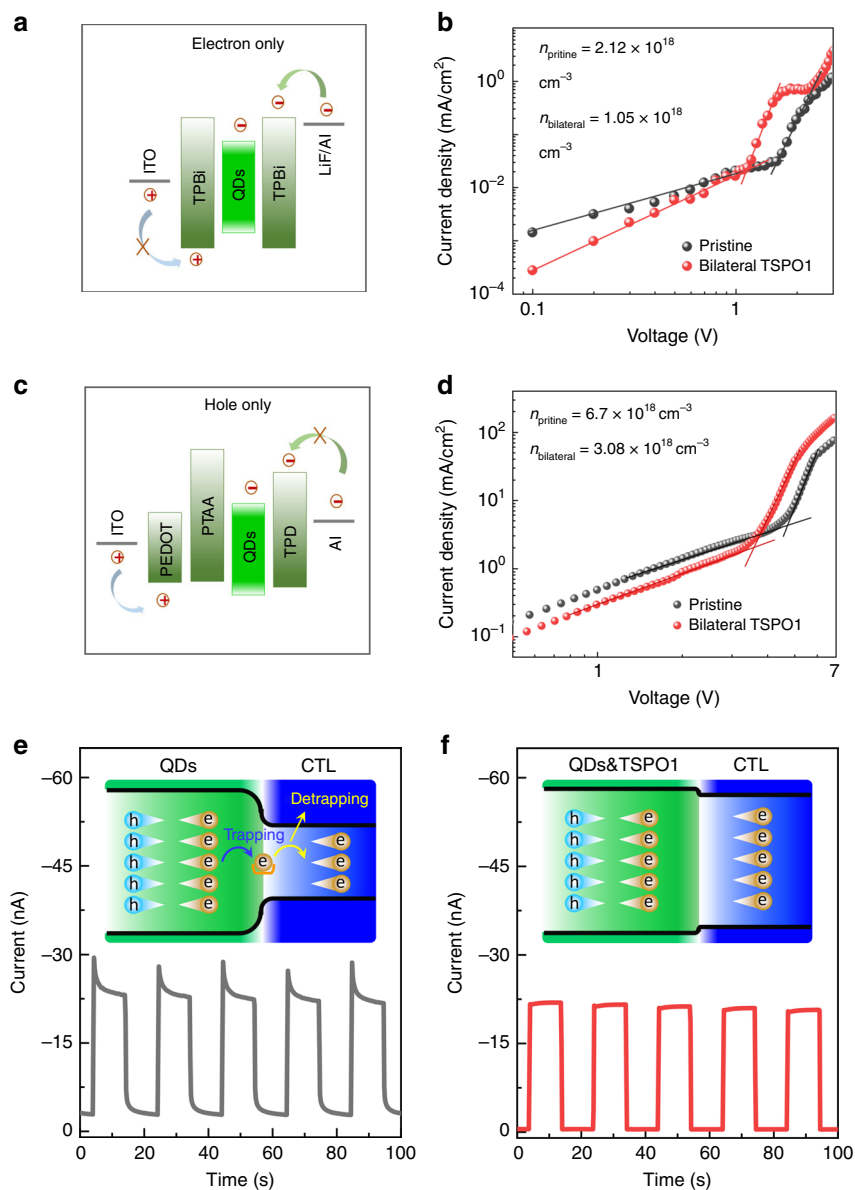 a
Electron only
ITO
TPBi
QDs
TPBi
LiF/Al
b
n_pritine = 2.12 × 10^18
cm^−3
n_bilateral = 1.05 × 10^18
cm^−3
10^0
10^−2
10^−4
Current density (mA/cm^2)
Pristine
Bilateral TSPO1
0.1
1
Voltage (V)
c
Hole only
ITO
PEDOT
PTAA
QDs
TPD
Al
d
n_pritine = 6.7 × 10^18 cm^−3
n_bilateral = 3.08 × 10^18 cm^−3
10^2
10^1
10^0
10^−1
Current density (mA/cm^2)
Pristine
Bilateral TSPO1
1
7
Voltage (V)
e
QDs
CTL
Detrapping
Trapping
h
h
h
h
h
e
e
e
e
e
e
e
e
e
e
−60
−45
−30
−15
0
Current (nA)
0
20
40
60
80
100
Time (s)
f
QDs&TSPO1
CTL
h
h
h
h
h
e
e
e
e
e
e
e
e
e
e
−60
−45
−30
−15
0
Current (nA)
0
20
40
60
80
100
Time (s)